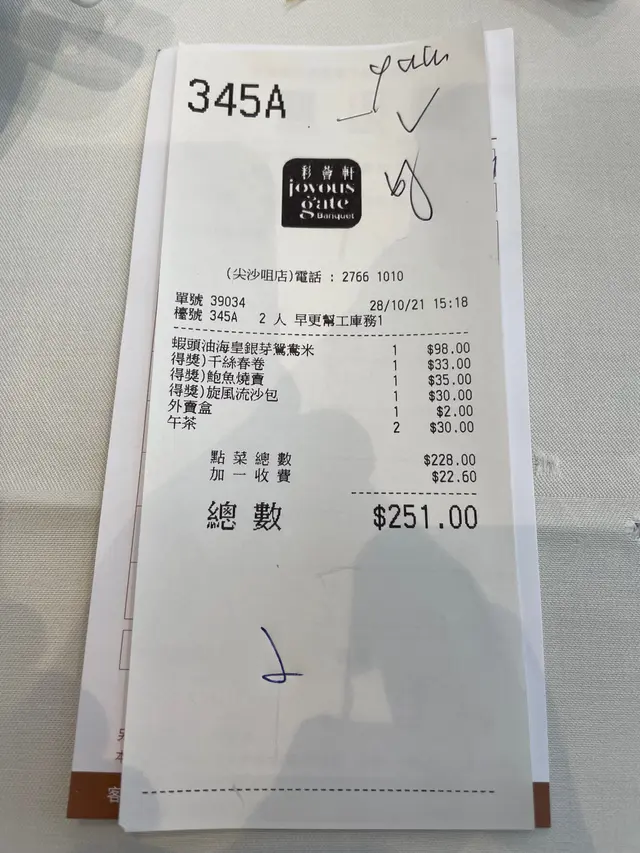 345A
彩薈軒
joyous
gate
Banquet
(尖沙咀店)電話 : 2766 1010
單號 39034 28/10/21 15:18
檯號 345A 2 人 早更幫工庫務1
蝦頭油海皇銀芽鴛鴦米 1 $98.00
得獎)千絲春卷 1 $33.00
得獎)鮑魚燒賣 1 $35.00
得獎)旋風流沙包 1 $30.00
外賣盒 1 $2.00
午茶 2 $30.00
點菜總數 $228.00
加一收費 $22.60
總數 $251.00
客